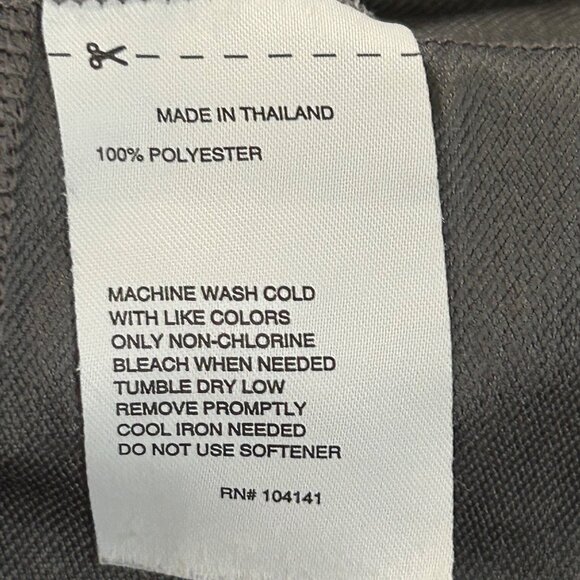 MADE IN THAILAND
100% POLYESTER
MACHINE WASH COLD
WITH LIKE COLORS
ONLY NON-CHLORINE
BLEACH WHEN NEEDED
TUMBLE DRY LOW
REMOVE PROMPTLY
COOL IRON NEEDED
DO NOT USE SOFTENER
RN# 104141